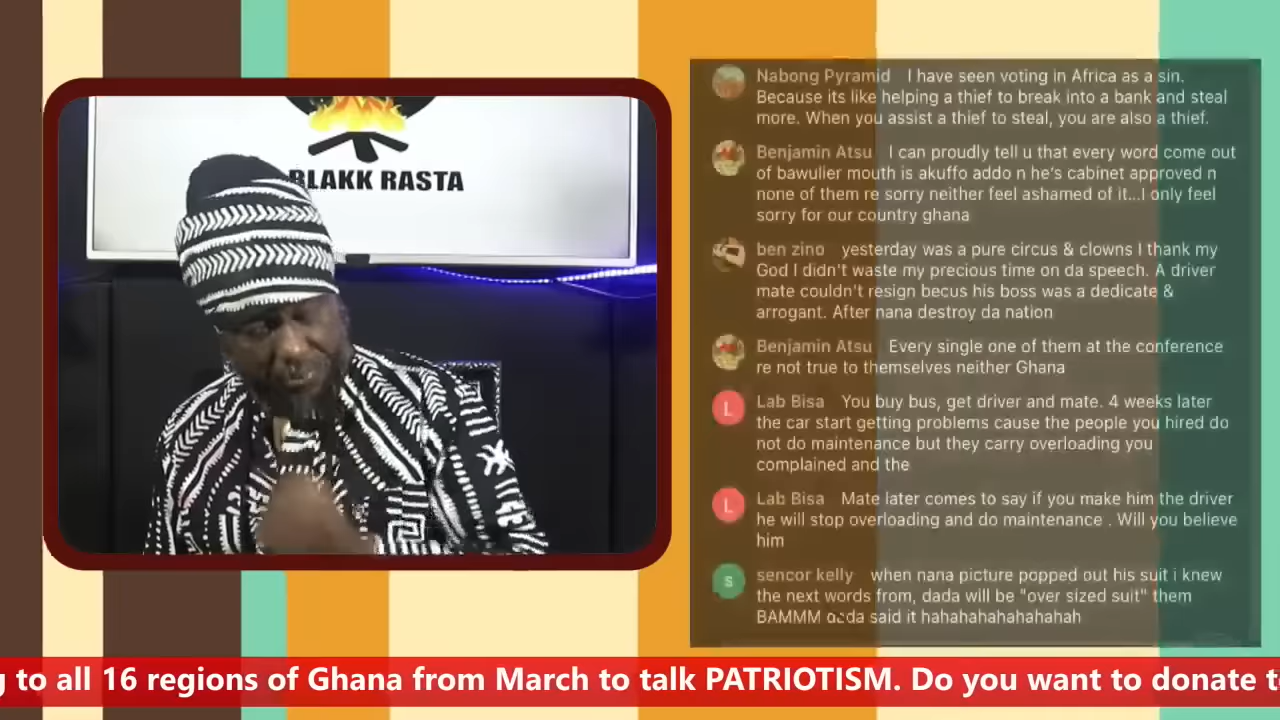 BLAKK RASTA
Nabong Pyramid I have seen voting in Africa as a sin.
Because its like helping a thief to break into a bank and steal
more. When you assist a thief to steal, you are also a thief.
Benjamin Atsu I can proudly tell u that every word come out
of bawulier mouth is akuffo addo n he's cabinet approved n
none of them re sorry neither feel ashamed of it...I only feel
sorry for our country ghana
ben zino yesterday was a pure circus & clowns I thank my
God I didn't waste my precious time on da speech. A driver
mate couldn't resign becus his boss was a dedicate &
arrogant. After nana destroy da nation
Benjamin Atsu Every single one of them at the conference
re not true to themselves neither Ghana
L Lab Bisa You buy bus, get driver and mate. 4 weeks later
the car start getting problems cause the people you hired do
not do maintenance but they carry overloading you
complained and the
L Lab Bisa Mate later comes to say if you make him the driver
he will stop overloading and do maintenance . Will you believe
him
s sencor kelly when nana picture popped out his suit i knew
the next words from, dada will be "over sized suit" them
BAMMM dada said it hahahahahahahahah
g to all 16 regions of Ghana from March to talk PATRIOTISM. Do you want to donate t